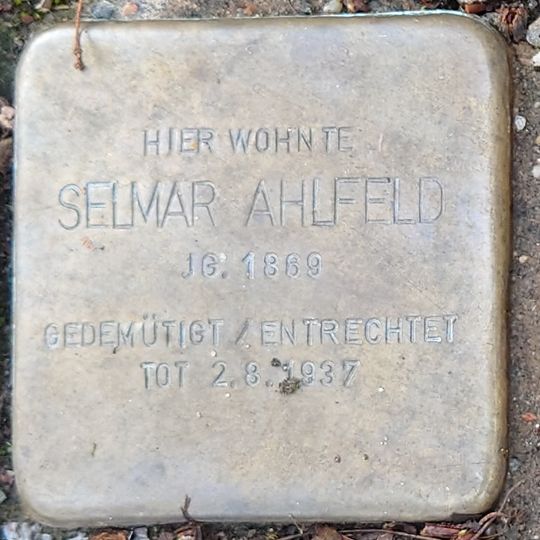 HIER WOHNTE
SELMAR AHLFELD
JG. 1869
GEDEMÜTIGT / ENTRECHTET
TOT 2.8.1937